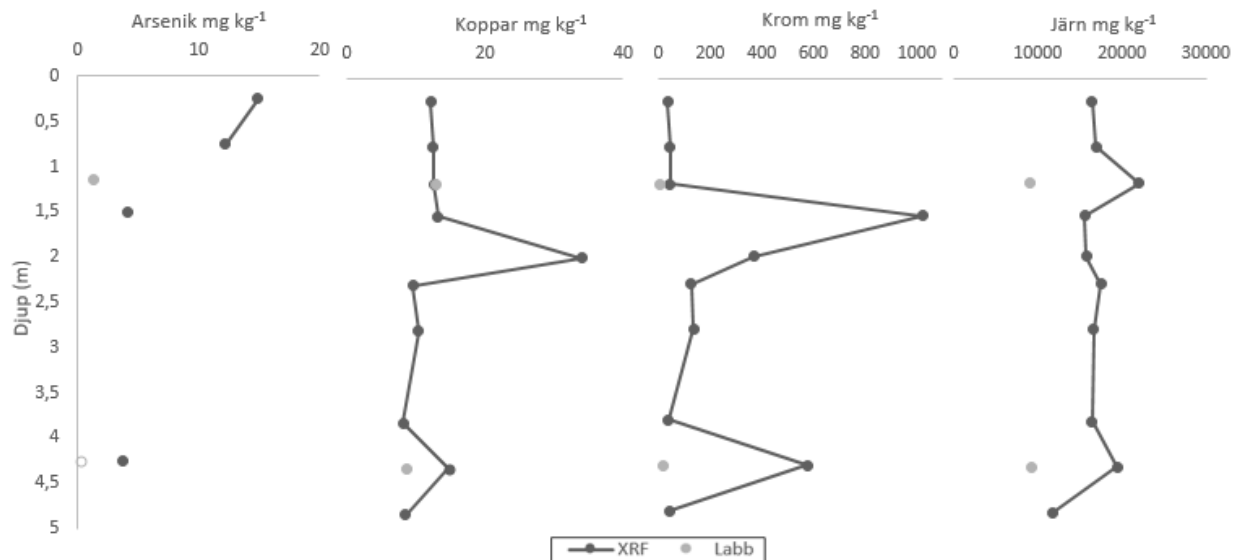 Arsenik mg kg⁻¹
0 10 20
Koppar mg kg⁻¹
0 20 40
Krom mg kg⁻¹
0 200 400 600 800 1000
Järn mg kg⁻¹
0 10000 20000 30000
Djup (m)
0
0,5
1
1,5
2
2,5
3
3,5
4
4,5
5
XRF Labb